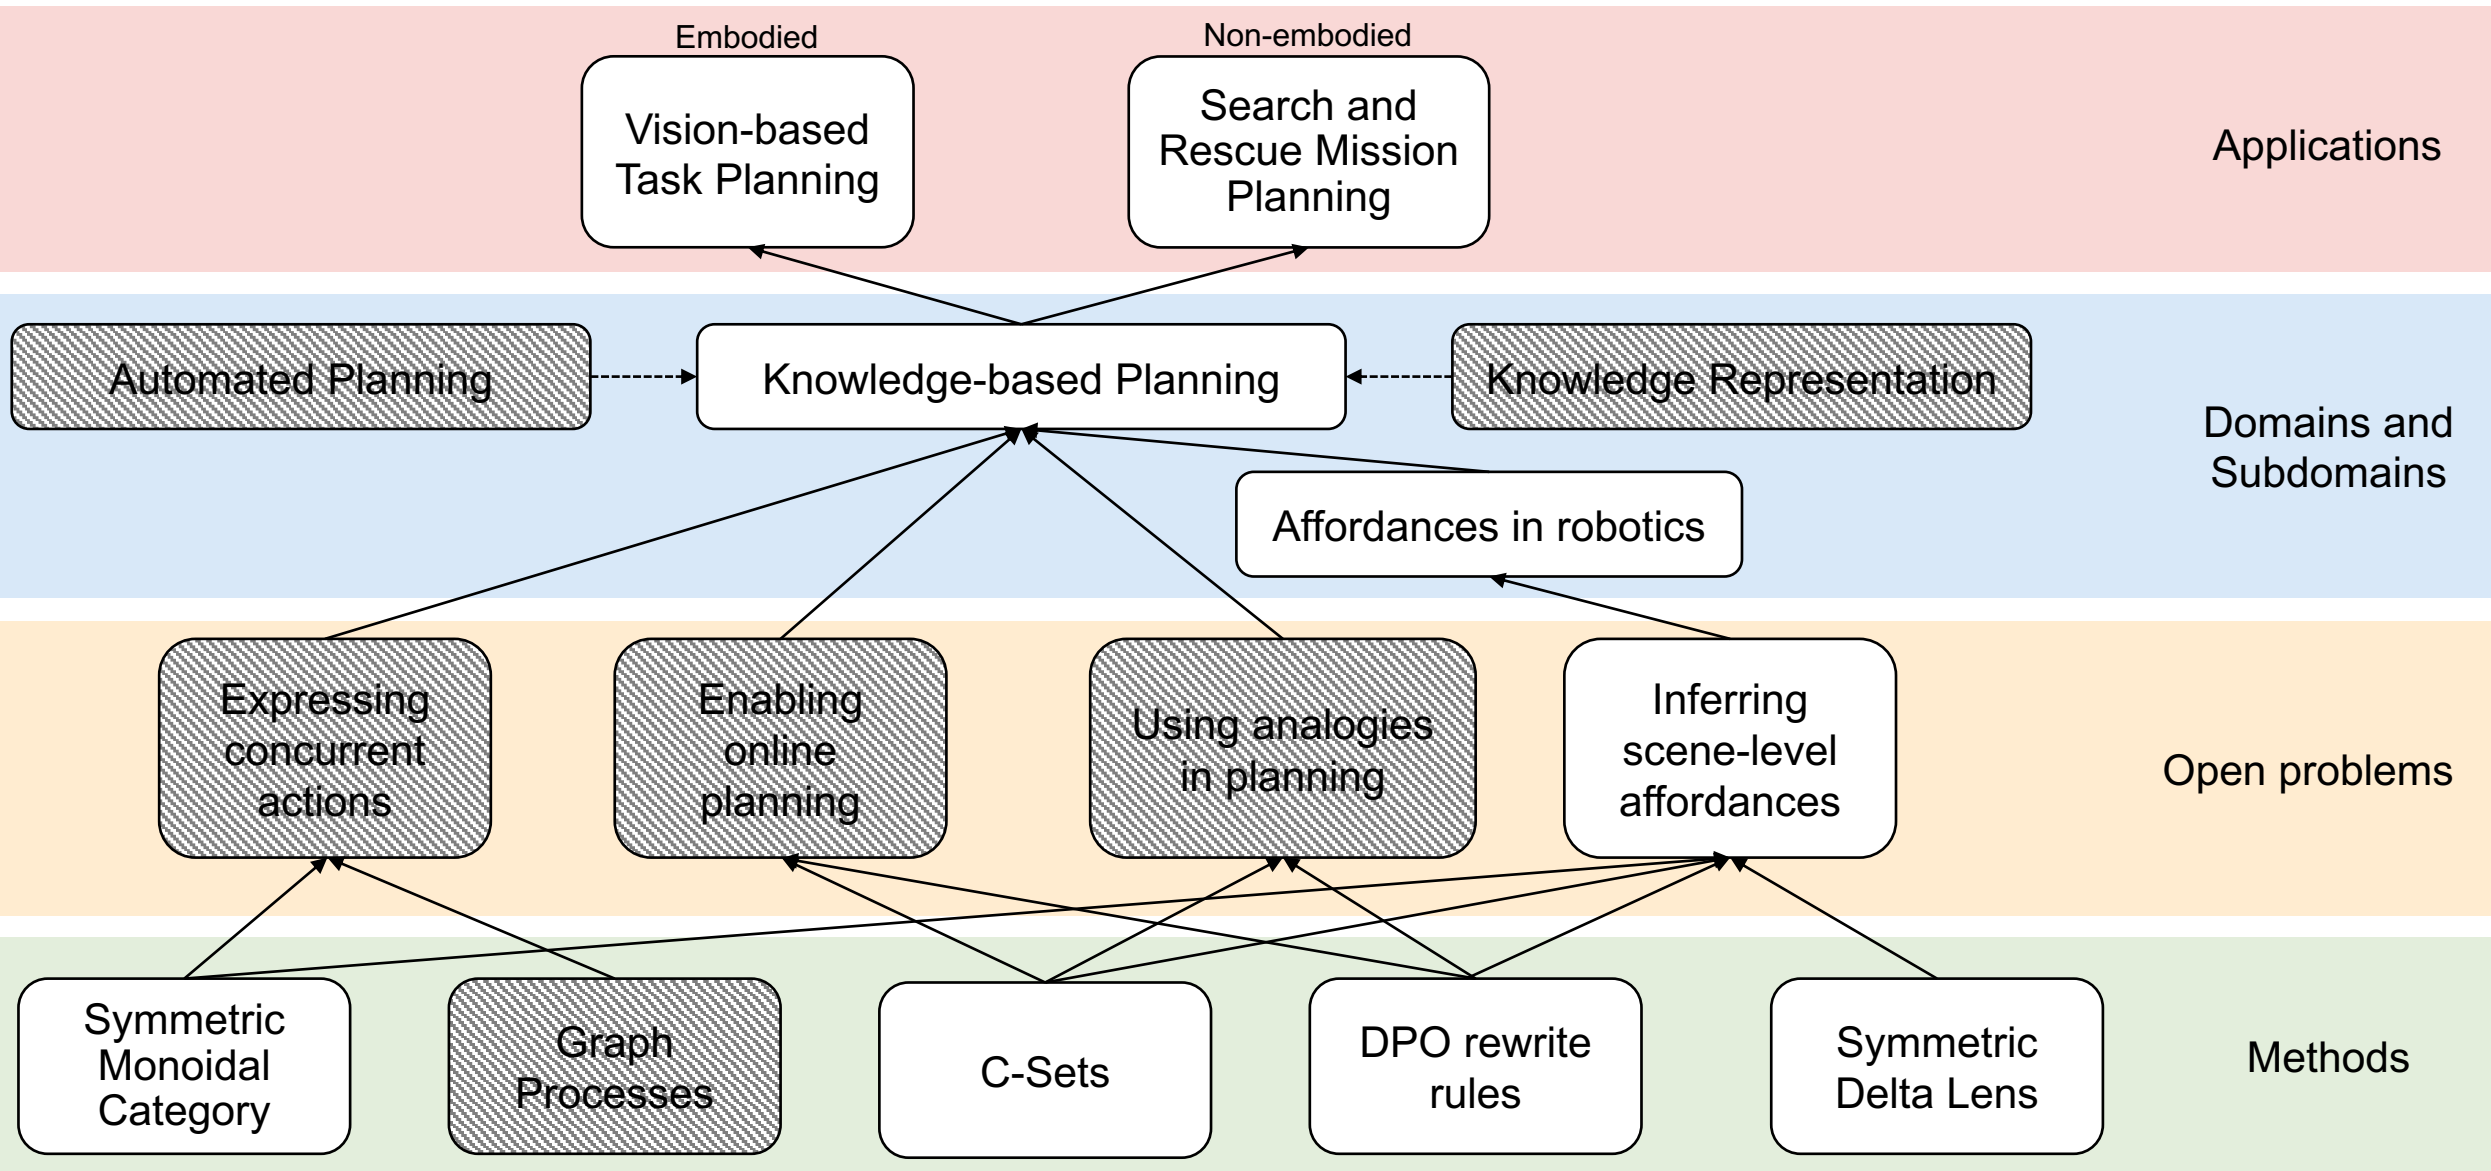 Embodied
Non-embodied
Vision-based
Task Planning
Search and
Rescue Mission
Planning
Applications
Automated Planning
Knowledge-based Planning
Knowledge Representation
Domains and
Subdomains
Affordances in robotics
Expressing
concurrent
actions
Enabling
online
planning
Using analogies
in planning
Inferring
scene-level
affordances
Open problems
Symmetric
Monoidal
Category
Graph
Processes
C-Sets
DPO rewrite
rules
Symmetric
Delta Lens
Methods